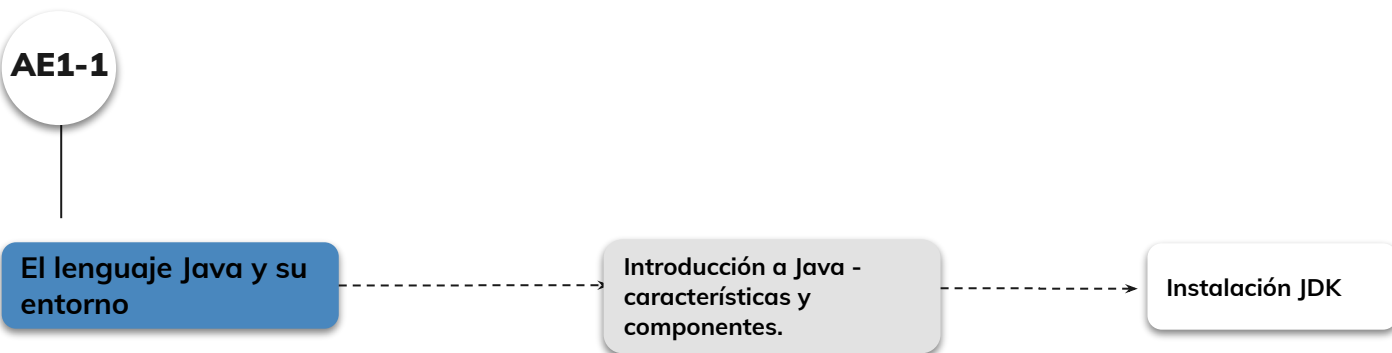 AE1-1
El lenguaje Java y su
entorno
Introducción a Java -
características y
componentes.
Instalación JDK